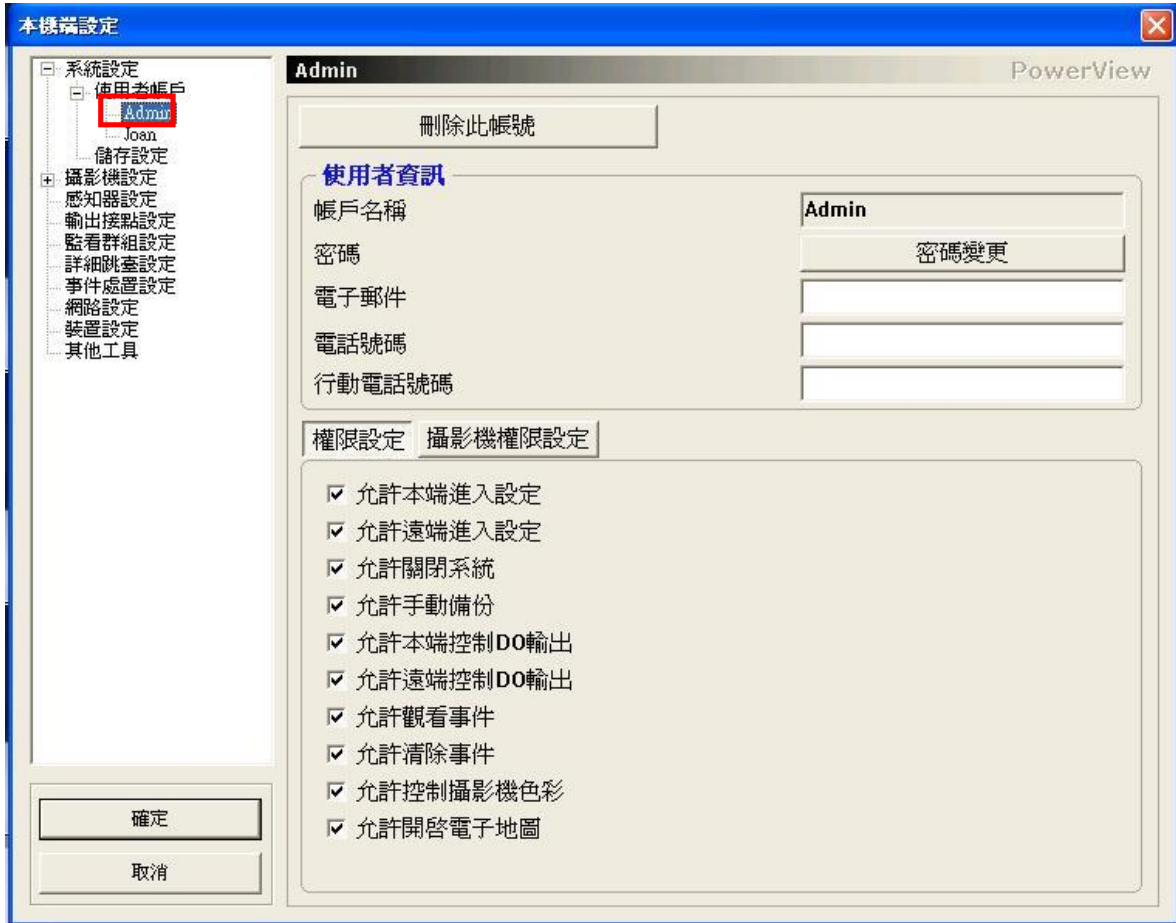 本機端設定
系統設定
使用者帳戶
Admin
Joan
儲存設定
攝影機設定
感知器設定
輸出接點設定
監看群組設定
詳細跳臺設定
事件處置設定
網路設定
裝置設定
其他工具
確定
取消
Admin PowerView
刪除此帳號
使用者資訊
帳戶名稱 Admin
密碼 密碼變更
電子郵件
電話號碼
行動電話號碼
權限設定 攝影機權限設定
允許本端進入設定
允許遠端進入設定
允許關閉系統
允許手動備份
允許本端控制DO輸出
允許遠端控制DO輸出
允許觀看事件
允許清除事件
允許控制攝影機色彩
允許開啓電子地圖